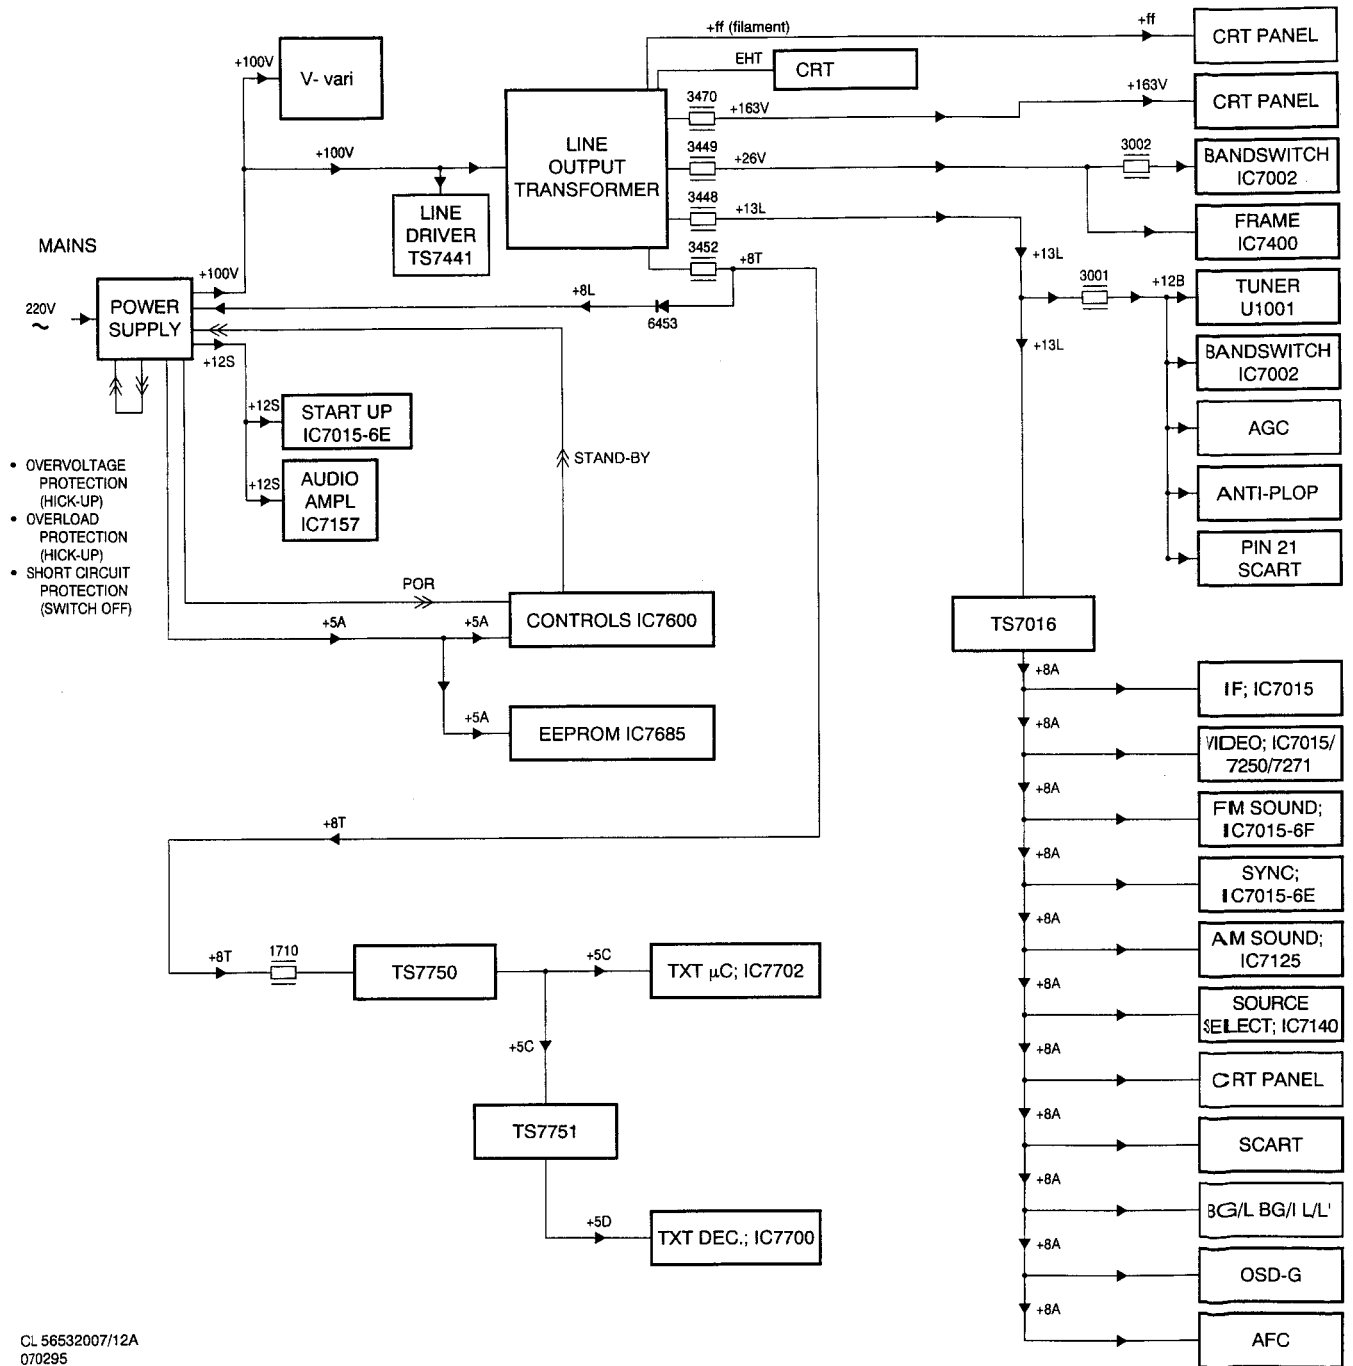 +ff (filament)
+ff
CRT PANEL
+100V
V- vari
EHT
CRT
3470
+163V
+163V
CRT PANEL
LINE
OUTPUT
TRANSFORMER
+100V
3449
+26V
3002
BANDSWITCH
IC7002
LINE
DRIVER
TS7441
3448
+13L
FRAME
IC7400
MAINS
3452
+8T
+13L
+100V
220V
~
POWER
SUPPLY
+8L
6453
3001
+12B
TUNER
U1001
+12S
+13L
BANDSWITCH
IC7002
+12S
START UP
IC7015-6E
AGC
STAND-BY
+12S
AUDIO
AMPL
IC7157
ANTI-PLOP
• OVERVOLTAGE
PROTECTION
(HICK-UP)
• OVERLOAD
PROTECTION
(HICK-UP)
• SHORT CIRCUIT
PROTECTION
(SWITCH OFF)
PIN 21
SCART
POR
+5A
+5A
CONTROLS IC7600
TS7016
+5A
EEPROM IC7685
+8A
IF; IC7015
+8A
VIDEO; IC7015/
7250/7271
+8A
FM SOUND;
IC7015-6F
+8A
SYNC;
IC7015-6E
+8A
AM SOUND;
IC7125
+8A
SOURCE
SELECT; IC7140
+8A
CRT PANEL
+8A
SCART
+8A
BG/L BG/I L/L'
+8A
OSD-G
+8A
AFC
+8T
+8T
1710
TS7750
+5C
TXT µC; IC7702
+5C
TS7751
+5D
TXT DEC.; IC7700
CL 56532007/12A
070295